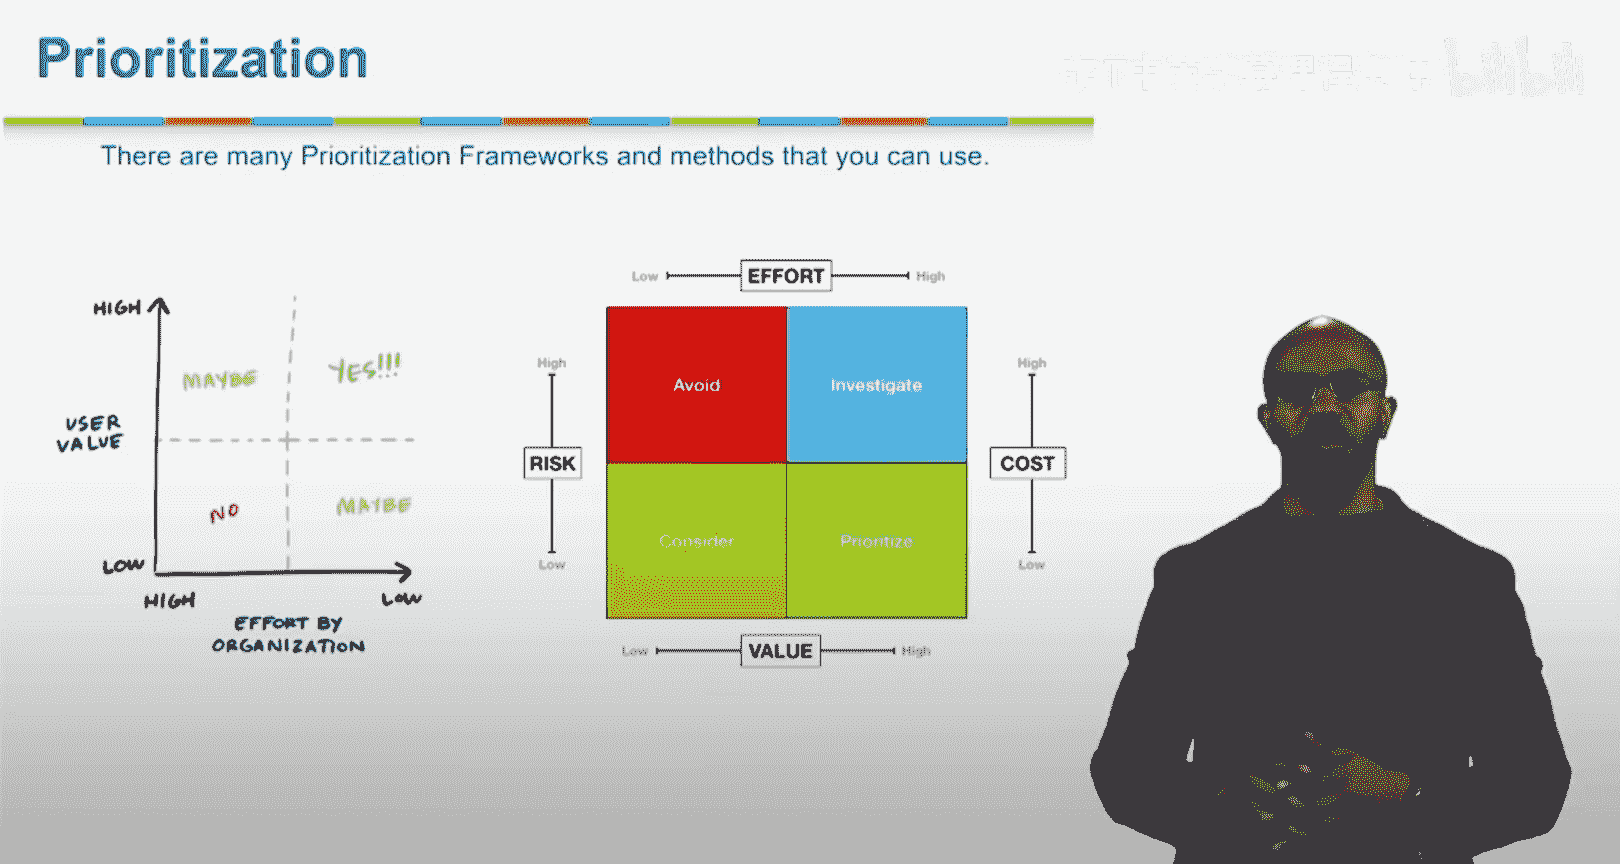 Prioritization
There are many Prioritization Frameworks and methods that you can use.
HIGH
MAYBE
YES!!!
USER
VALUE
NO
MAYBE
LOW
HIGH
LOW
EFFORT BY
ORGANIZATION
Low EFFORT High
High
RISK
Low
Avoid
Investigate
Consider
Prioritize
High
COST
Low
Low VALUE High
bilibili